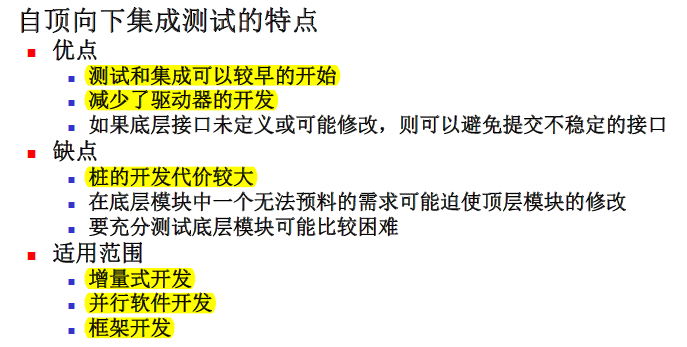 自顶向下集成测试的特点
优点
测试和集成可以较早的开始
减少了驱动器的开发
如果底层接口未定义或可能修改，则可以避免提交不稳定的接口
缺点
桩的开发代价较大
在底层模块中一个无法预料的需求可能迫使顶层模块的修改
要充分测试底层模块可能比较困难
适用范围
增量式开发
并行软件开发
框架开发